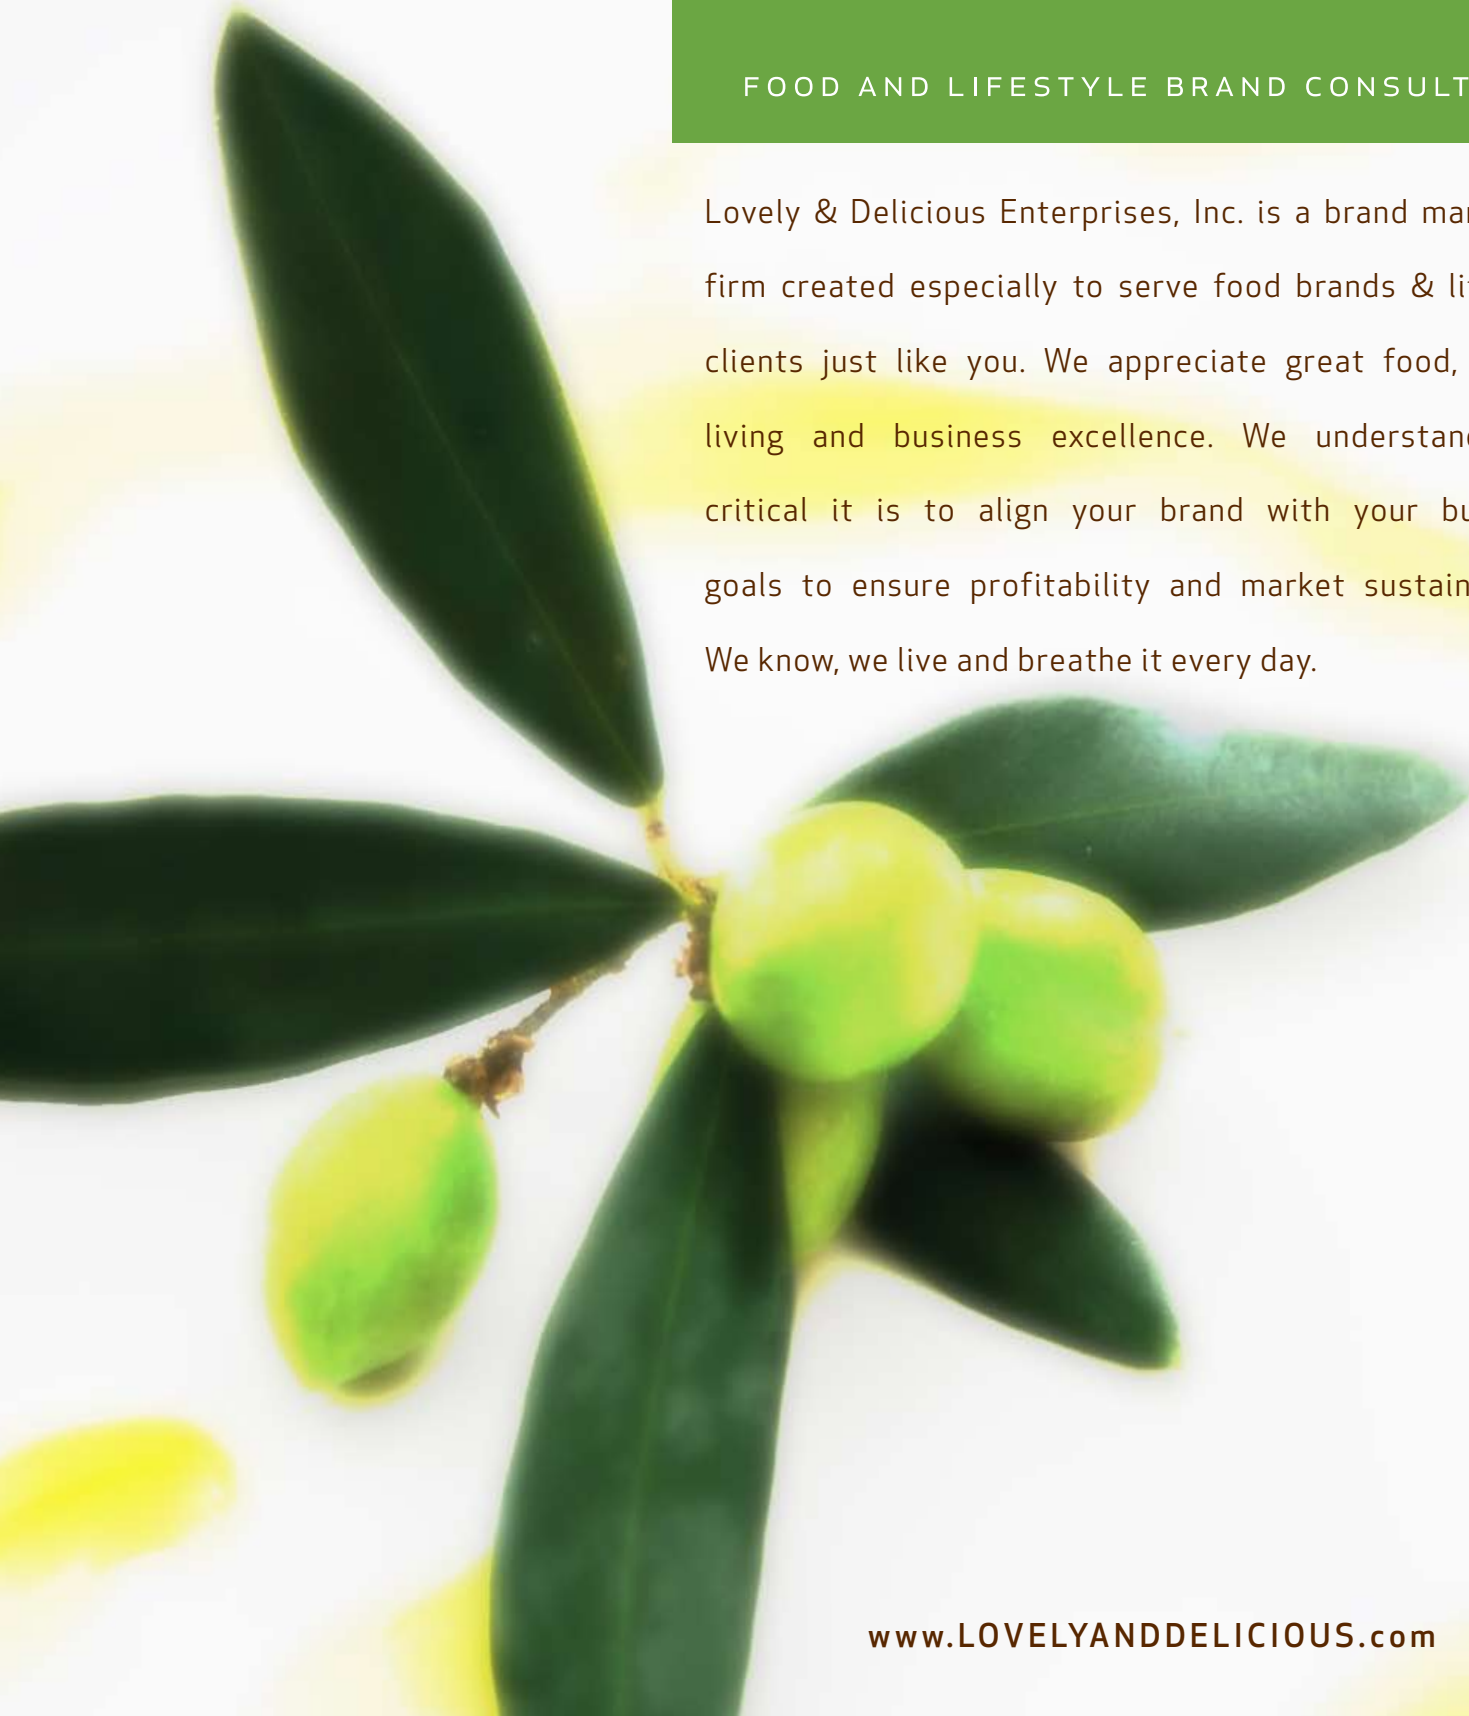 FOOD AND LIFESTYLE BRAND CONSULT
Lovely & Delicious Enterprises, Inc. is a brand
firm created especially to serve food brands &
clients just like you. We appreciate great food,
living and business excellence. We
critical it is to align your brand with your
goals to ensure profitability and market
We know, we live and breathe it every day.
www.LOVELYANDDELICIOUS.com